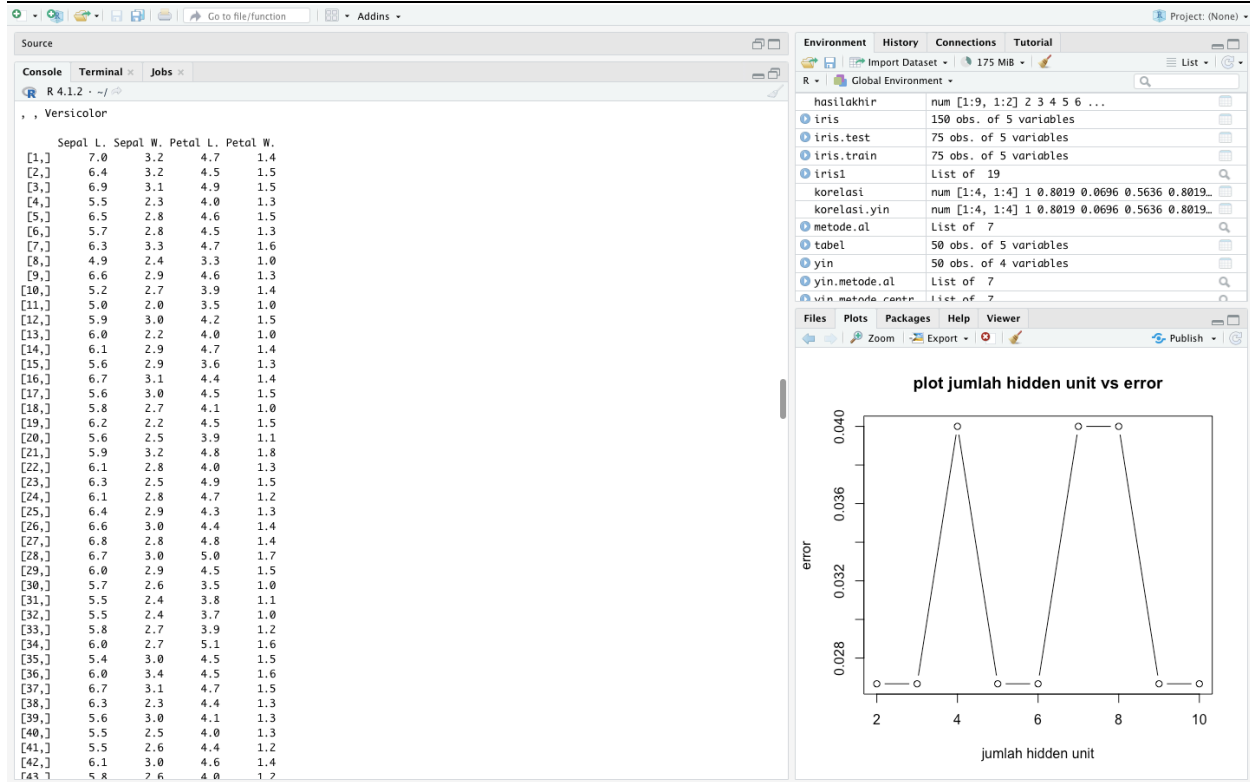 Go to file/function
Addins
Project: (None)
Source
Console Terminal Jobs
R 4.1.2 · ~/
, , Versicolor
Sepal L. Sepal W. Petal L. Petal W.
[1,] 7.0 3.2 4.7 1.4
[2,] 6.4 3.2 4.5 1.5
[3,] 6.9 3.1 4.9 1.5
[4,] 5.5 2.3 4.0 1.3
[5,] 6.5 2.8 4.6 1.5
[6,] 5.7 2.8 4.5 1.3
[7,] 6.3 3.3 4.7 1.6
[8,] 4.9 2.4 3.3 1.0
[9,] 6.6 2.9 4.6 1.3
[10,] 5.2 2.7 3.9 1.4
[11,] 5.0 2.0 3.5 1.0
[12,] 5.9 3.0 4.2 1.5
[13,] 6.0 2.2 4.0 1.0
[14,] 6.1 2.9 4.7 1.4
[15,] 5.6 2.9 3.6 1.3
[16,] 6.7 3.1 4.4 1.4
[17,] 5.6 3.0 4.5 1.5
[18,] 5.8 2.7 4.1 1.0
[19,] 6.2 2.2 4.5 1.5
[20,] 5.6 2.5 3.9 1.1
[21,] 5.9 3.2 4.8 1.8
[22,] 6.1 2.8 4.0 1.3
[23,] 6.3 2.5 4.9 1.5
[24,] 6.1 2.8 4.7 1.2
[25,] 6.4 2.9 4.3 1.3
[26,] 6.6 3.0 4.4 1.4
[27,] 6.8 2.8 4.8 1.4
[28,] 6.7 3.0 5.0 1.7
[29,] 6.0 2.9 4.5 1.5
[30,] 5.7 2.6 3.5 1.0
[31,] 5.5 2.4 3.8 1.1
[32,] 5.5 2.4 3.7 1.0
[33,] 5.8 2.7 3.9 1.2
[34,] 6.0 2.7 5.1 1.6
[35,] 5.4 3.0 4.5 1.5
[36,] 6.0 3.4 4.5 1.6
[37,] 6.7 3.1 4.7 1.5
[38,] 6.3 2.3 4.4 1.3
[39,] 5.6 3.0 4.1 1.3
[40,] 5.5 2.5 4.0 1.3
[41,] 5.5 2.6 4.4 1.2
[42,] 6.1 3.0 4.6 1.4
[43,] 5.8 2.6 4.0 1.2
Environment History Connections Tutorial
Import Dataset 175 MiB List
R Global Environment
hasilakhir num [1:9, 1:2] 2 3 4 5 6 ...
iris 150 obs. of 5 variables
iris.test 75 obs. of 5 variables
iris.train 75 obs. of 5 variables
iris1 List of 19
korelasi num [1:4, 1:4] 1 0.8019 0.0696 0.5636 0.8019…
korelasi.yin num [1:4, 1:4] 1 0.8019 0.0696 0.5636 0.8019…
metode.al List of 7
tabel 50 obs. of 5 variables
yin 50 obs. of 4 variables
yin.metode.al List of 7
yin.metode.centr List of 7
Files Plots Packages Help Viewer
Zoom Export Publish
plot jumlah hidden unit vs error
error
0.040
0.036
0.032
0.028
2 4 6 8 10
jumlah hidden unit